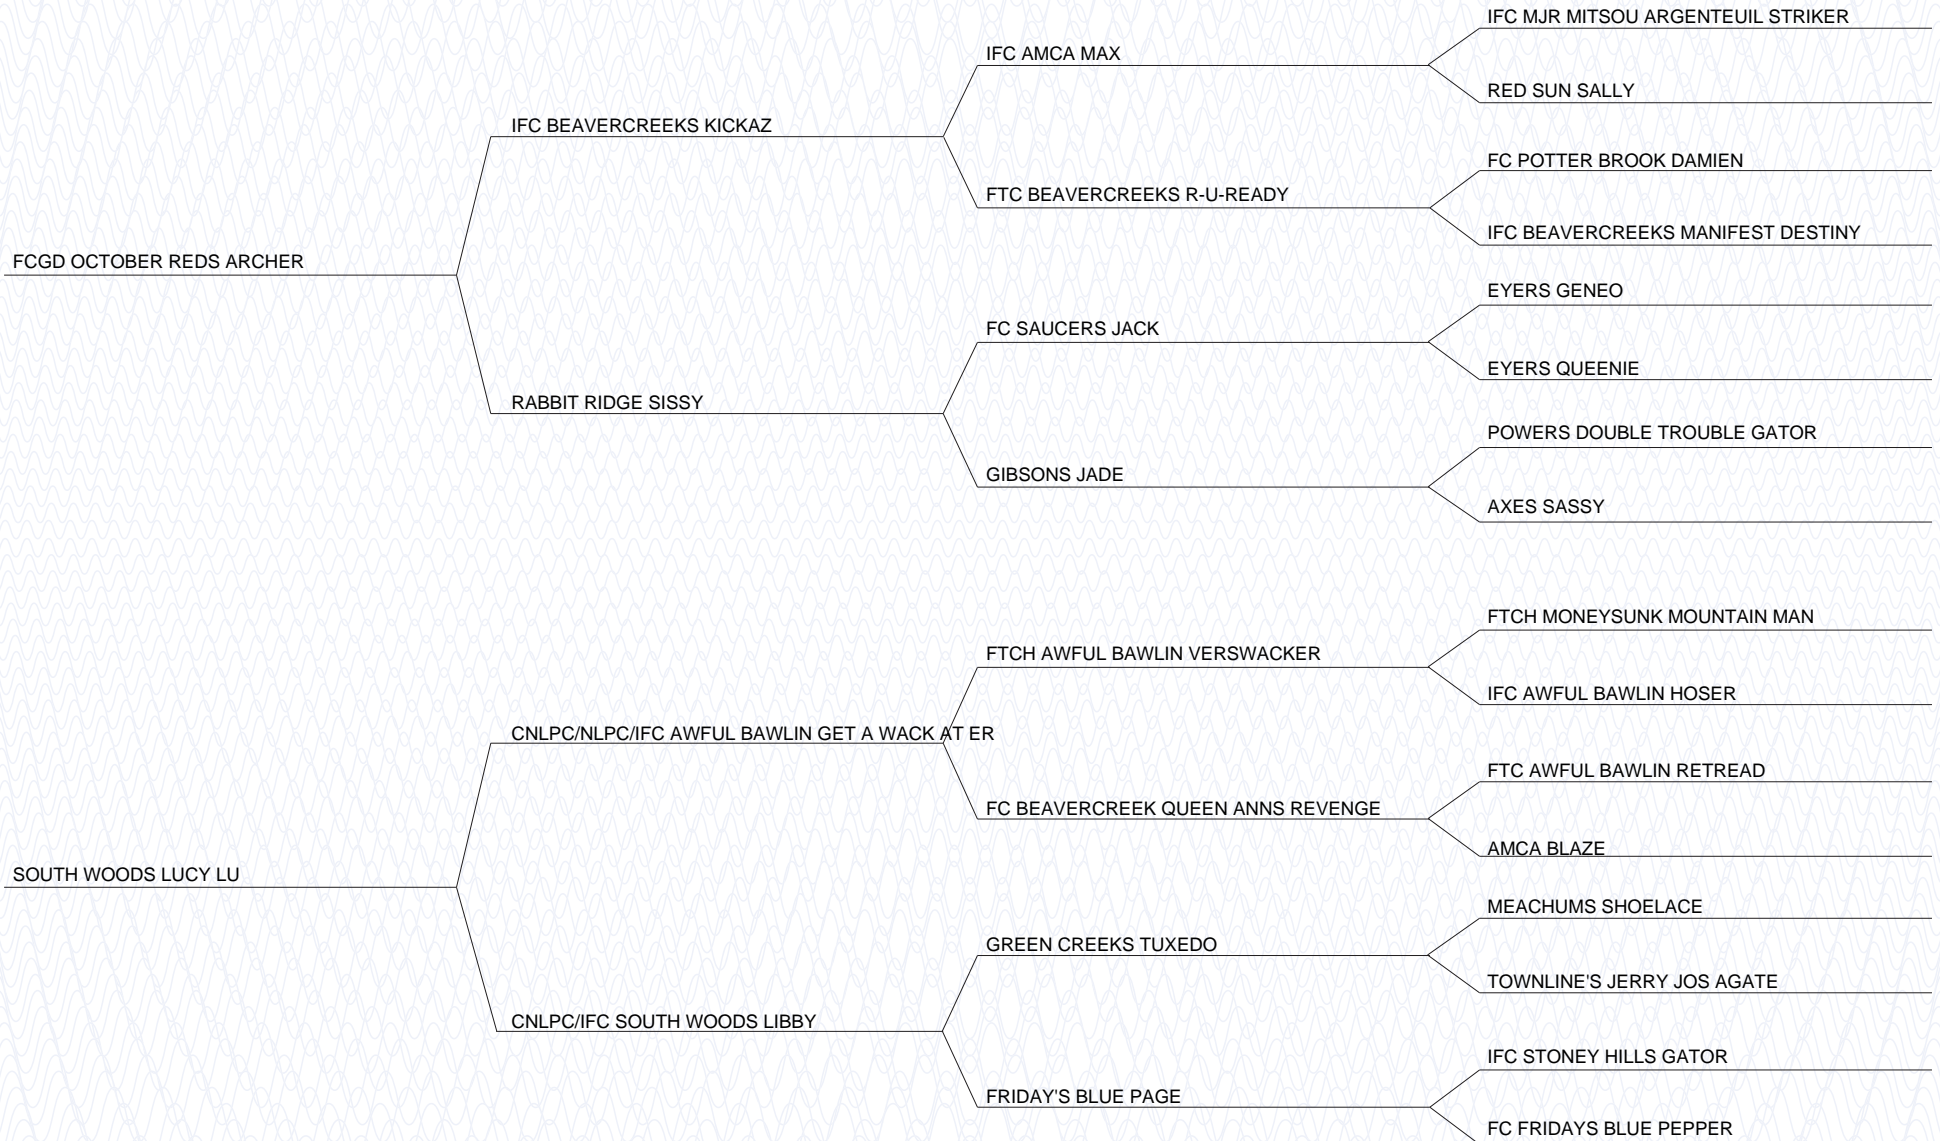 IFC MJR MITSOU ARGENTEUIL STRIKER
IFC AMCA MAX
RED SUN SALLY
IFC BEAVERCREEKS KICKAZ
FC POTTER BROOK DAMIEN
FTC BEAVERCREEKS R-U-READY
IFC BEAVERCREEKS MANIFEST DESTINY
FCGD OCTOBER REDS ARCHER
EYERS GENEO
FC SAUCERS JACK
EYERS QUEENIE
RABBIT RIDGE SISSY
POWERS DOUBLE TROUBLE GATOR
GIBSONS JADE
AXES SASSY
FTCH MONEYSUNK MOUNTAIN MAN
FTCH AWFUL BAWLIN VERSWACKER
IFC AWFUL BAWLIN HOSER
CNLPC/NLPC/IFC AWFUL BAWLIN GET A WACK AT ER
FTC AWFUL BAWLIN RETREAD
FC BEAVERCREEK QUEEN ANNS REVENGE
AMCA BLAZE
SOUTH WOODS LUCY LU
MEACHUMS SHOELACE
GREEN CREEKS TUXEDO
TOWNLINE'S JERRY JOS AGATE
CNLPC/IFC SOUTH WOODS LIBBY
IFC STONEY HILLS GATOR
FRIDAY'S BLUE PAGE
FC FRIDAYS BLUE PEPPER